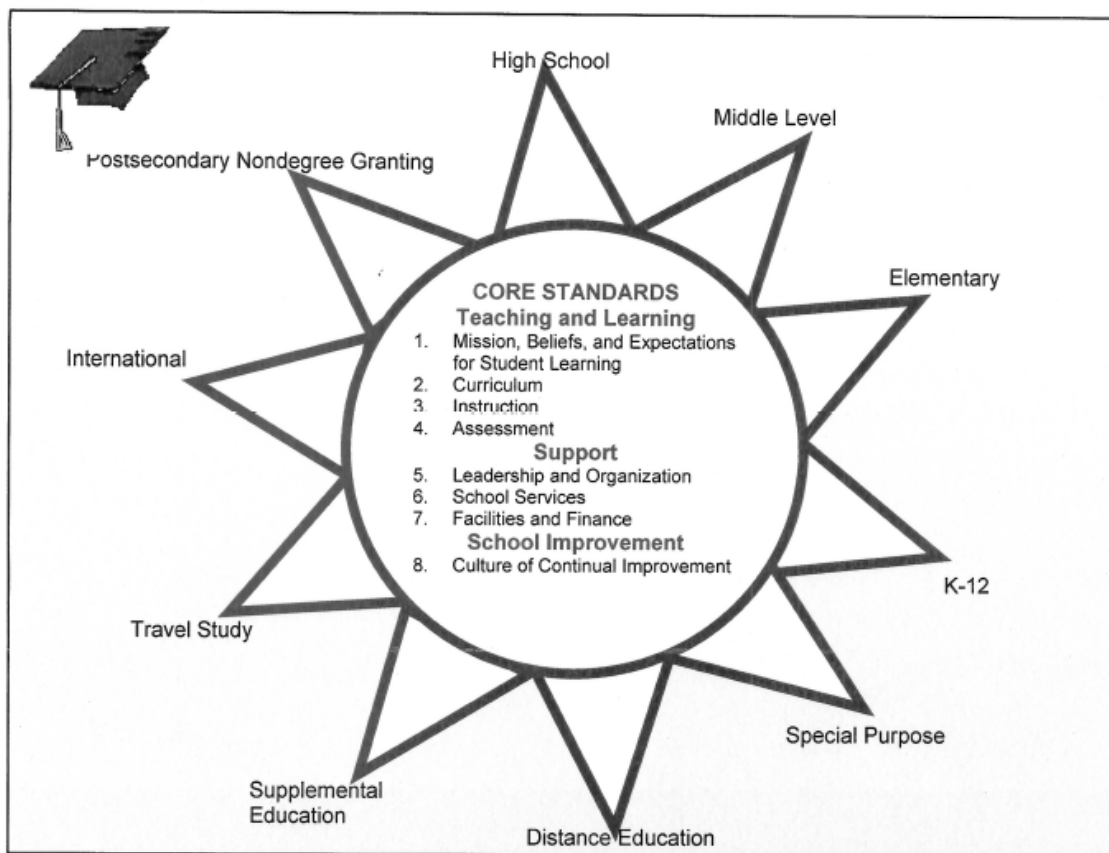 High School
Middle Level
Postsecondary Nondegree Granting
Elementary
International
CORE STANDARDS
Teaching and Learning
1. Mission, Beliefs, and Expectations
for Student Learning
2. Curriculum
3. Instruction
4. Assessment
Support
5. Leadership and Organization
6. School Services
7. Facilities and Finance
School Improvement
8. Culture of Continual Improvement
K-12
Travel Study
Special Purpose
Supplemental
Education
Distance Education